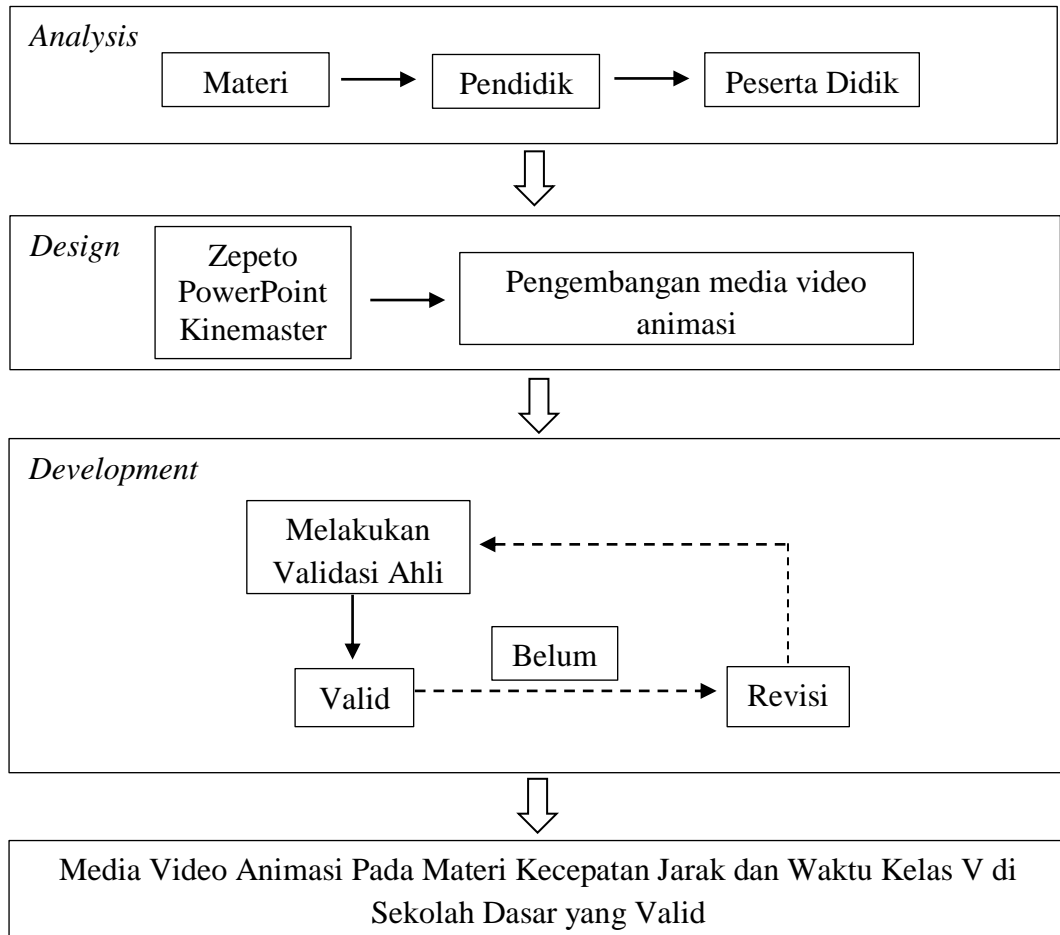 Analysis
Materi
Pendidik
Peserta Didik
Design
Zepeto
PowerPoint
Kinemaster
Pengembangan media video
animasi
Development
Melakukan
Validasi Ahli
Belum
Valid
Revisi
Media Video Animasi Pada Materi Kecepatan Jarak dan Waktu Kelas V di
Sekolah Dasar yang Valid